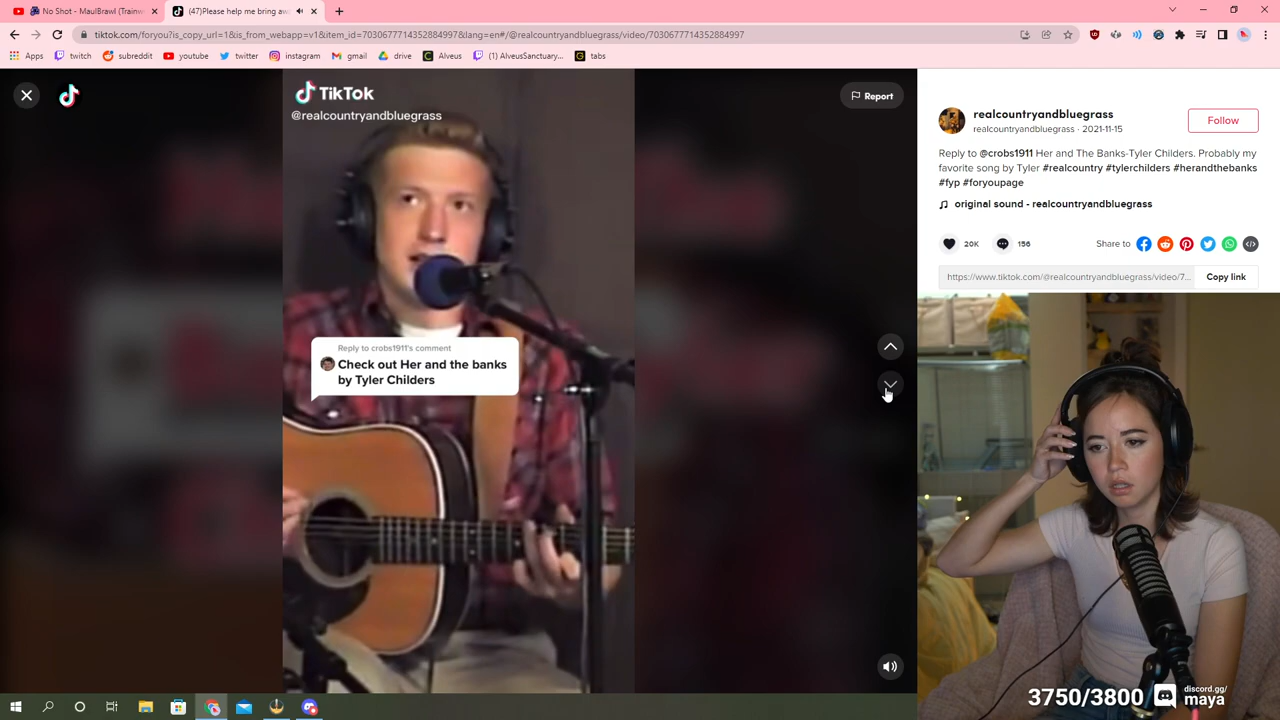 No Shot - MaulBrawl (Trainw
(47)Please help me bring aw
tiktok.com/foryou?is_copy_url=1&is_from_webapp=v1&item_id=7030677714352884997&lang=en#/@realcountryandbluegrass/video/7030677714352884997
Apps
twitch
subreddit
youtube
twitter
instagram
gmail
drive
Alveus
(1) AlveusSanctuary...
tabs
TikTok
@realcountryandbluegrass
Report
Reply to crobs1911's comment
Check out Her and the banks
by Tyler Childers
realcountryandbluegrass
realcountryandbluegrass · 2021-11-15
Follow
Reply to @crobs1911 Her and The Banks-Tyler Childers. Probably my
favorite song by Tyler #realcountry #tylerchilders #herandthebanks
#fyp #foryoupage
original sound - realcountryandbluegrass
20K
156
Share to
https://www.tiktok.com/@realcountryandbluegrass/video/7...
Copy link
3750/3800
discord.gg/
maya